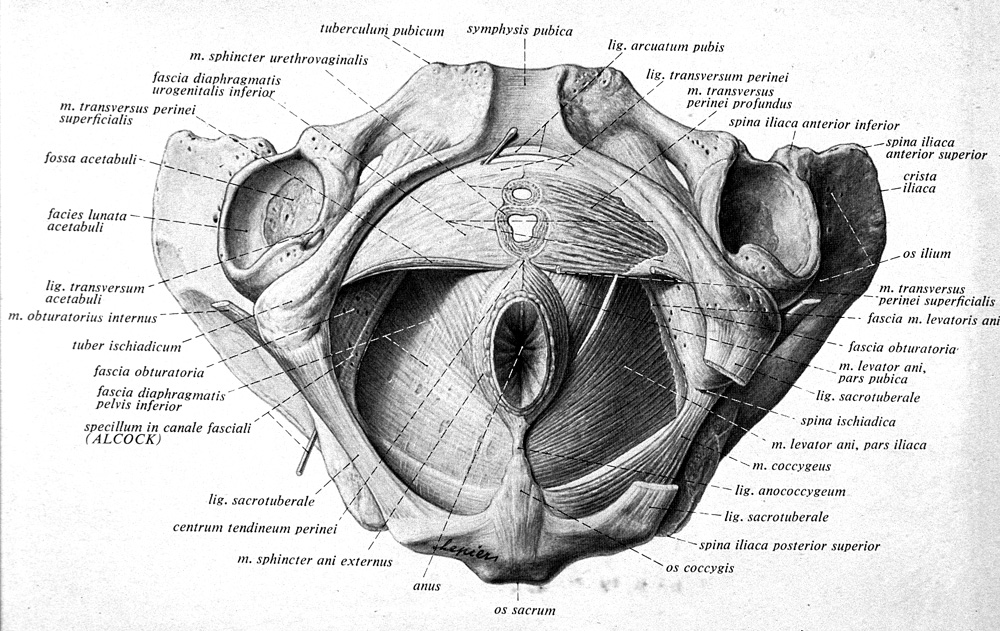 tuberculum pubicum
symphysis pubica
m. sphincter urethrovaginalis
fascia diaphragmatis
urogenitalis inferior
m. transversus perinei
superficialis
fossa acetabuli
facies lunata
acetabuli
lig. transversum
acetabuli
m. obturatorius internus
tuber ischiadicum
fascia obturatoria
fascia diaphragmatis
pelvis inferior
specillum in canale fasciali
(ALCOCK)
lig. sacrotuberale
centrum tendineum perinei
m. sphincter ani externus
anus
os sacrum
lig. arcuatum pubis
lig. transversum perinei
m. transversus
perinei profundus
spina iliaca anterior inferior
spina iliaca
anterior superior
crista
iliaca
os ilium
m. transversus
perinei superficialis
fascia m. levatoris ani
fascia obturatoria
m. levator ani,
pars pubica
lig. sacrotuberale
spina ischiadica
m. levator ani, pars iliaca
m. coccygeus
lig. anococcygeum
lig. sacrotuberale
spina iliaca posterior superior
os coccygis